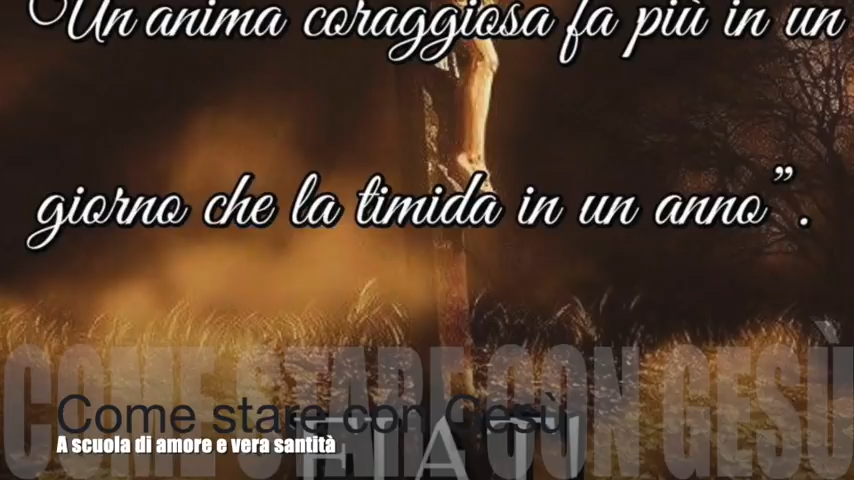 "Un anima coraggiosa fa più in un
giorno che la timida in un anno".
COME STARE CON GESÙ
Come stare con Gesù
A scuola di amore e vera santità
FIAT!